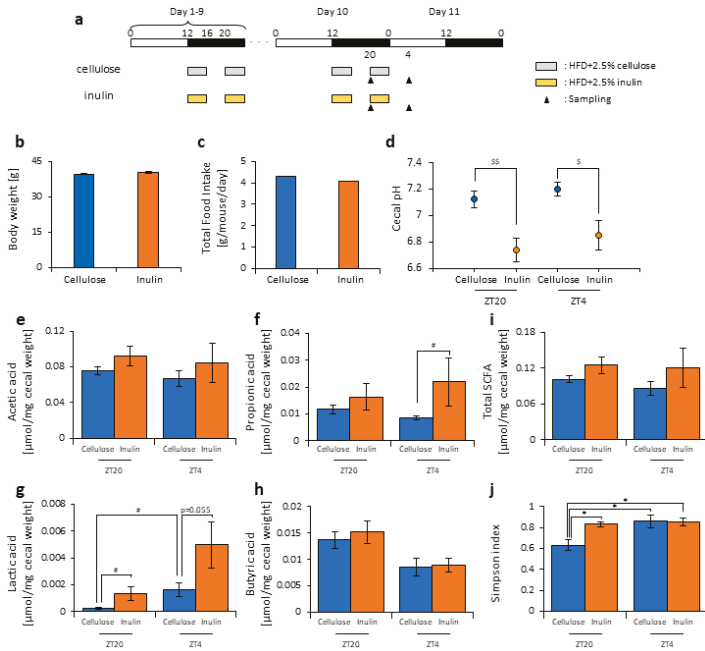 a
Day 1-9
Day 10
Day 11
0 12 16 20 0 12 0 12 0
20 4
cellulose
inulin
: HFD+2.5% cellulose
: HFD+2.5% inulin
: Sampling
b
Body weight [g]
45
30
15
0
Cellulose Inulin
c
Total Food Intake
[g/mouse/day]
5
4
3
2
1
0
Cellulose Inulin
d
Cecal pH
7.4
7.2
7
6.8
6.6
$$ $
Cellulose Inulin Cellulose Inulin
ZT20 ZT4
e
Acetic acid
[μmol/mg cecal weight]
0.12
0.08
0.04
0
Cellulose Inulin Cellulose Inulin
ZT20 ZT4
f
Propionic acid
[μmol/mg cecal weight]
0.04
0.03
0.02
0.01
0
#
Cellulose Inulin Cellulose Inulin
ZT20 ZT4
i
Total SCFA
[μmol/mg cecal weight]
0.18
0.12
0.06
0
Cellulose Inulin Cellulose Inulin
ZT20 ZT4
g
Lactic acid
[μmol/mg cecal weight]
0.008
0.006
0.004
0.002
0
# # p=0.055
Cellulose Inulin Cellulose Inulin
ZT20 ZT4
h
Butyric acid
[μmol/mg cecal weight]
0.02
0.015
0.01
0.005
0
Cellulose Inulin Cellulose Inulin
ZT20 ZT4
j
Simpson index
1
0.8
0.6
0.4
0.2
0
* * *
Cellulose Inulin Cellulose Inulin
ZT20 ZT4